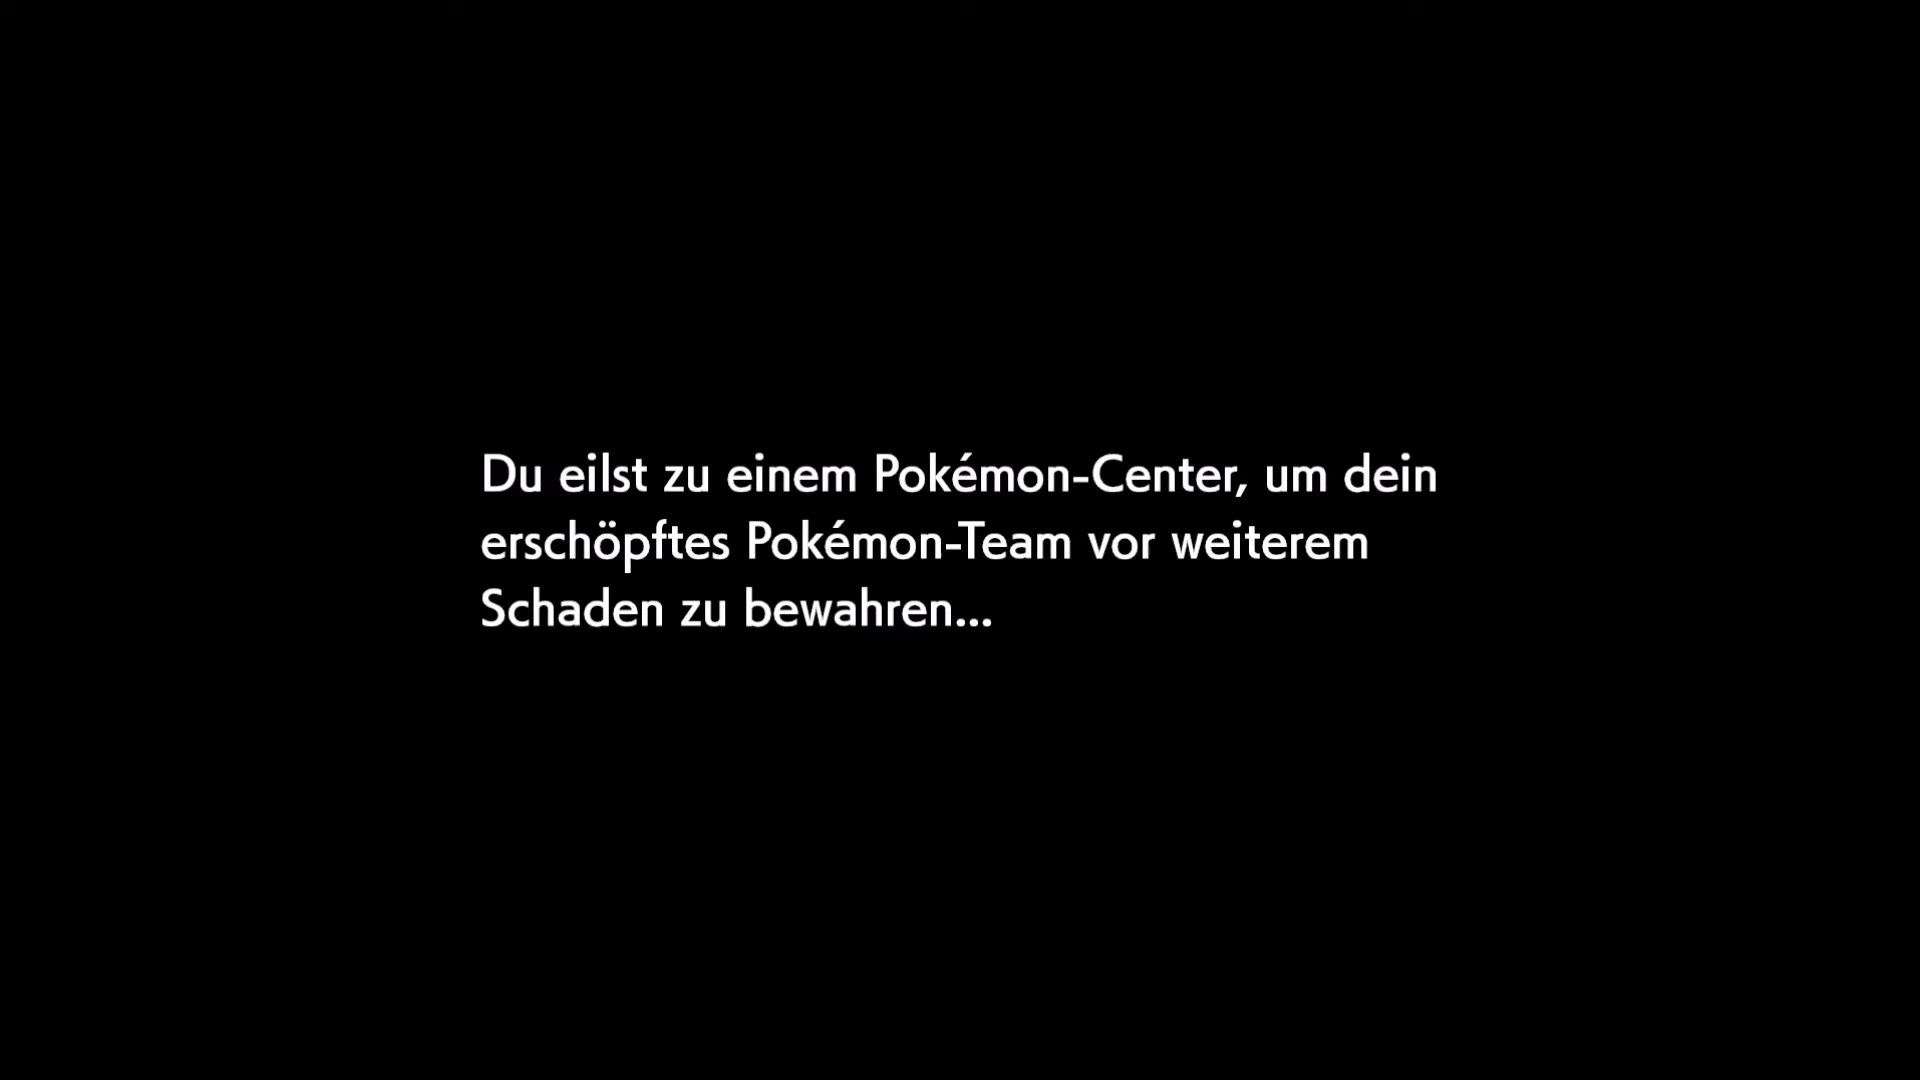 Du eilst zu einem Pokémon-Center, um dein
erschöpftes Pokémon-Team vor weiterem
Schaden zu bewahren...